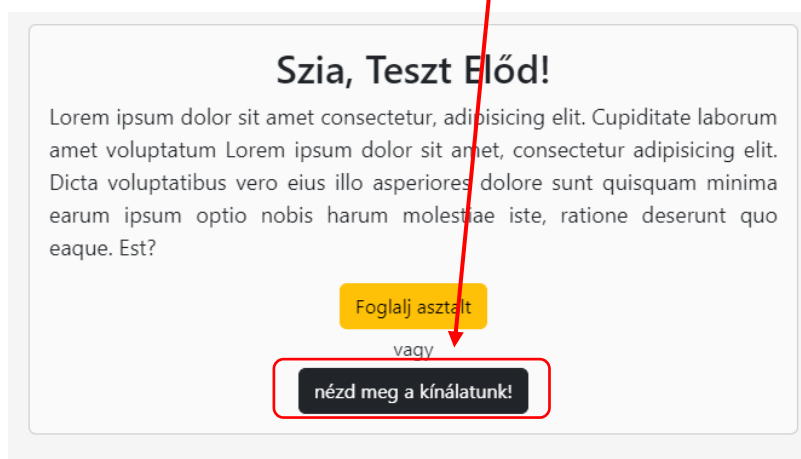 Szia, Teszt Előd!
Lorem ipsum dolor sit amet consectetur, adipisicing elit. Cupiditate laborum
amet voluptatum Lorem ipsum dolor sit amet, consectetur adipisicing elit.
Dicta voluptatibus vero eius illo asperiores dolore sunt quisquam minima
earum ipsum optio nobis harum molestiae iste, ratione deserunt quo
eaque. Est?
Foglalj asztalt
vagy
nézd meg a kínálatunk!